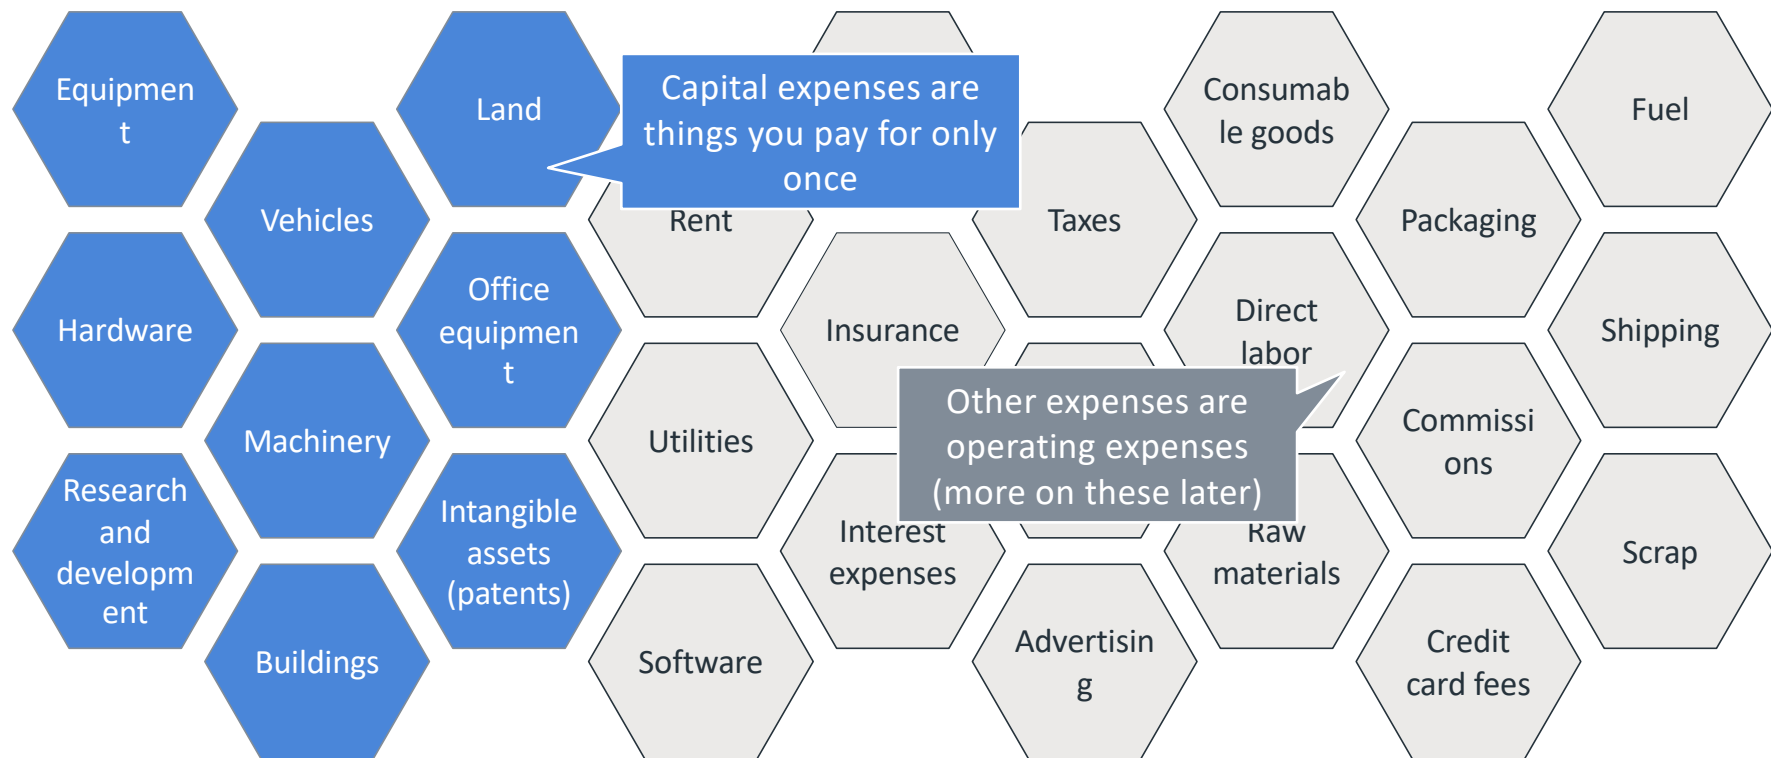 Equipmen
t
Land
Capital expenses are
things you pay for only
once
Consumab
le goods
Fuel
Vehicles
Rent
Taxes
Packaging
Hardware
Office
equipmen
t
Insurance
Direct
labor
Shipping
Machinery
Utilities
Other expenses are
operating expenses
(more on these later)
Commissi
ons
Research
and
developm
ent
Intangible
assets
(patents)
Interest
expenses
Raw
materials
Scrap
Buildings
Software
Advertisin
g
Credit
card fees